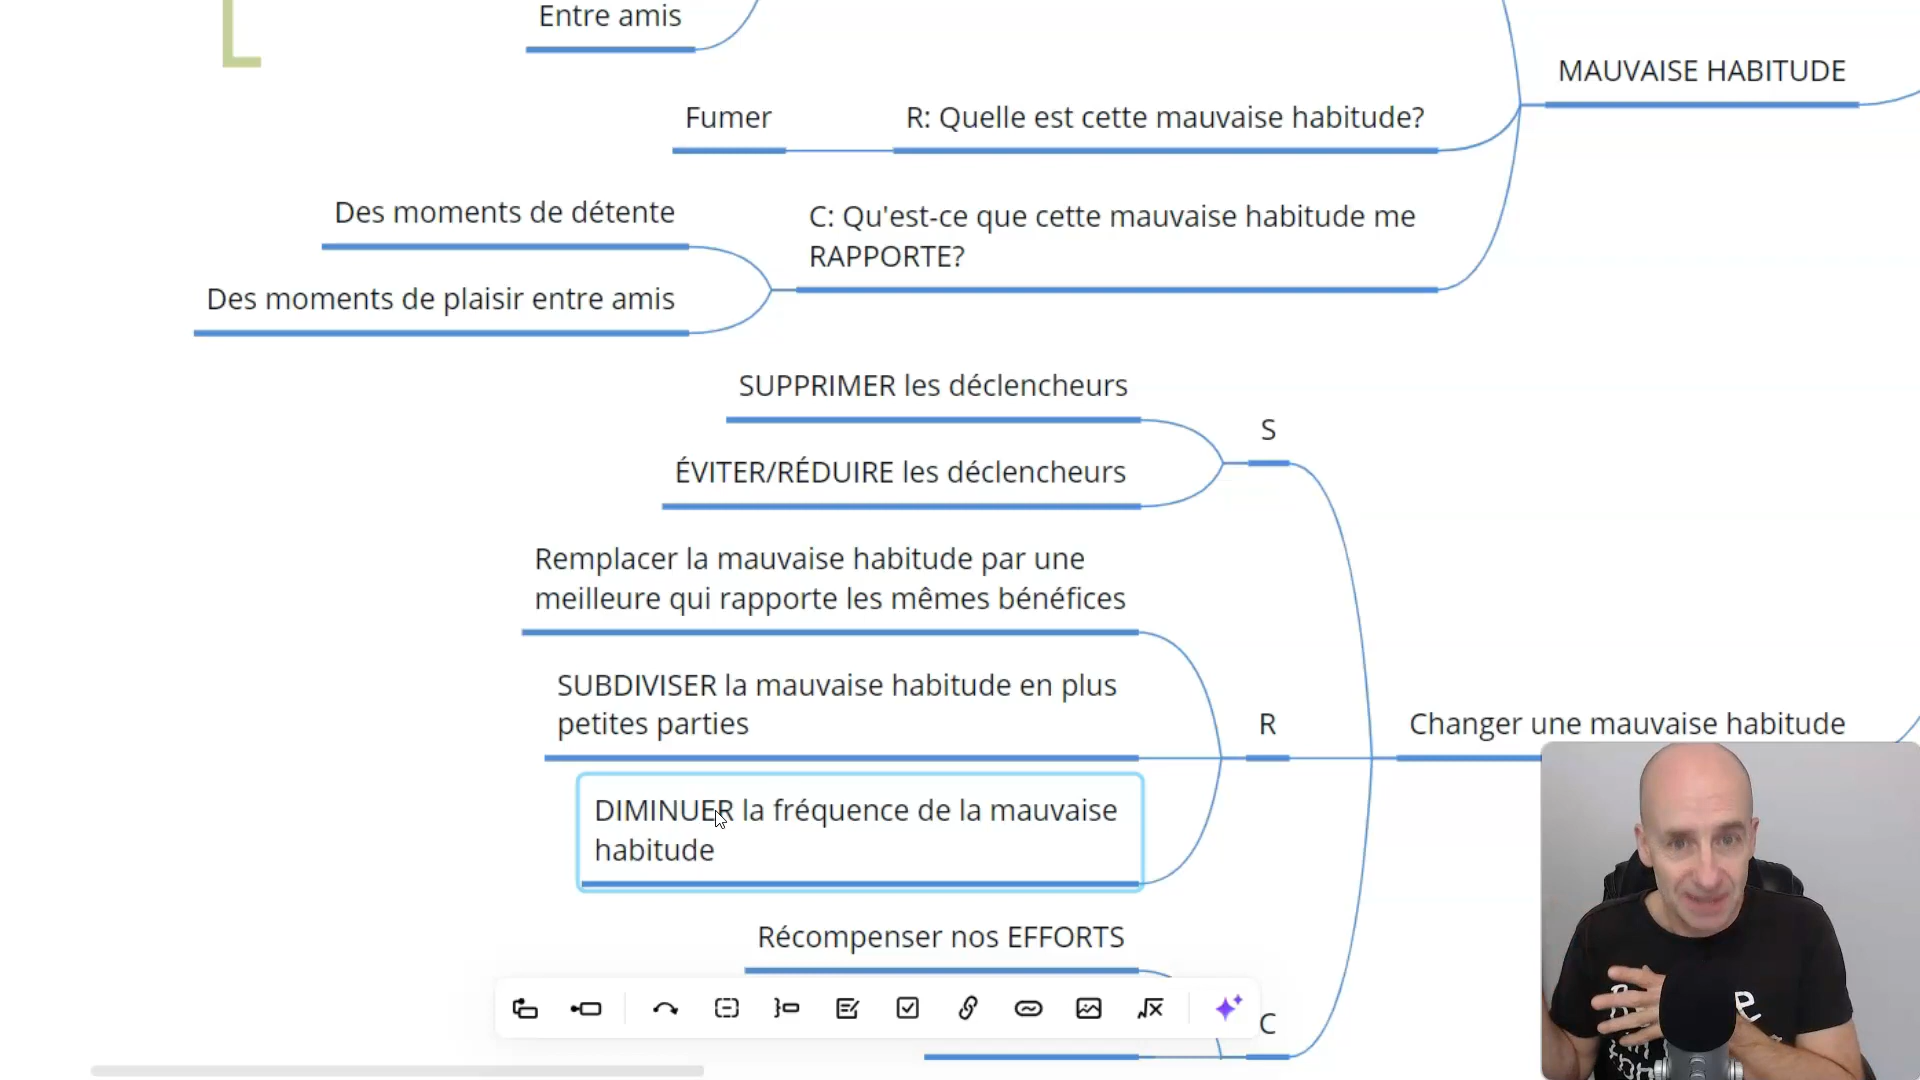 Entre amis
MAUVAISE HABITUDE
Fumer
R: Quelle est cette mauvaise habitude?
Des moments de détente
C: Qu'est-ce que cette mauvaise habitude me
RAPPORTE?
Des moments de plaisir entre amis
SUPPRIMER les déclencheurs
S
ÉVITER/RÉDUIRE les déclencheurs
Remplacer la mauvaise habitude par une
meilleure qui rapporte les mêmes bénéfices
SUBDIVISER la mauvaise habitude en plus
petites parties
R
Changer une mauvaise habitude
DIMINUER la fréquence de la mauvaise
habitude
Récompenser nos EFFORTS
C